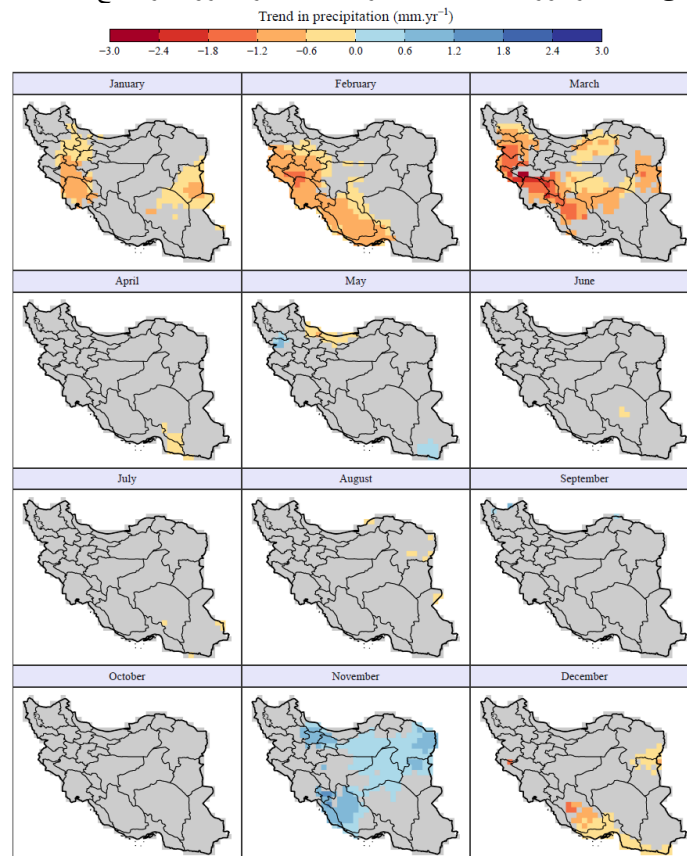 Trend in precipitation (mm.yr⁻¹)
−3.0 −2.4 −1.8 −1.2 −0.6 0.0 0.6 1.2 1.8 2.4 3.0
January February March
April May June
July August September
October November December